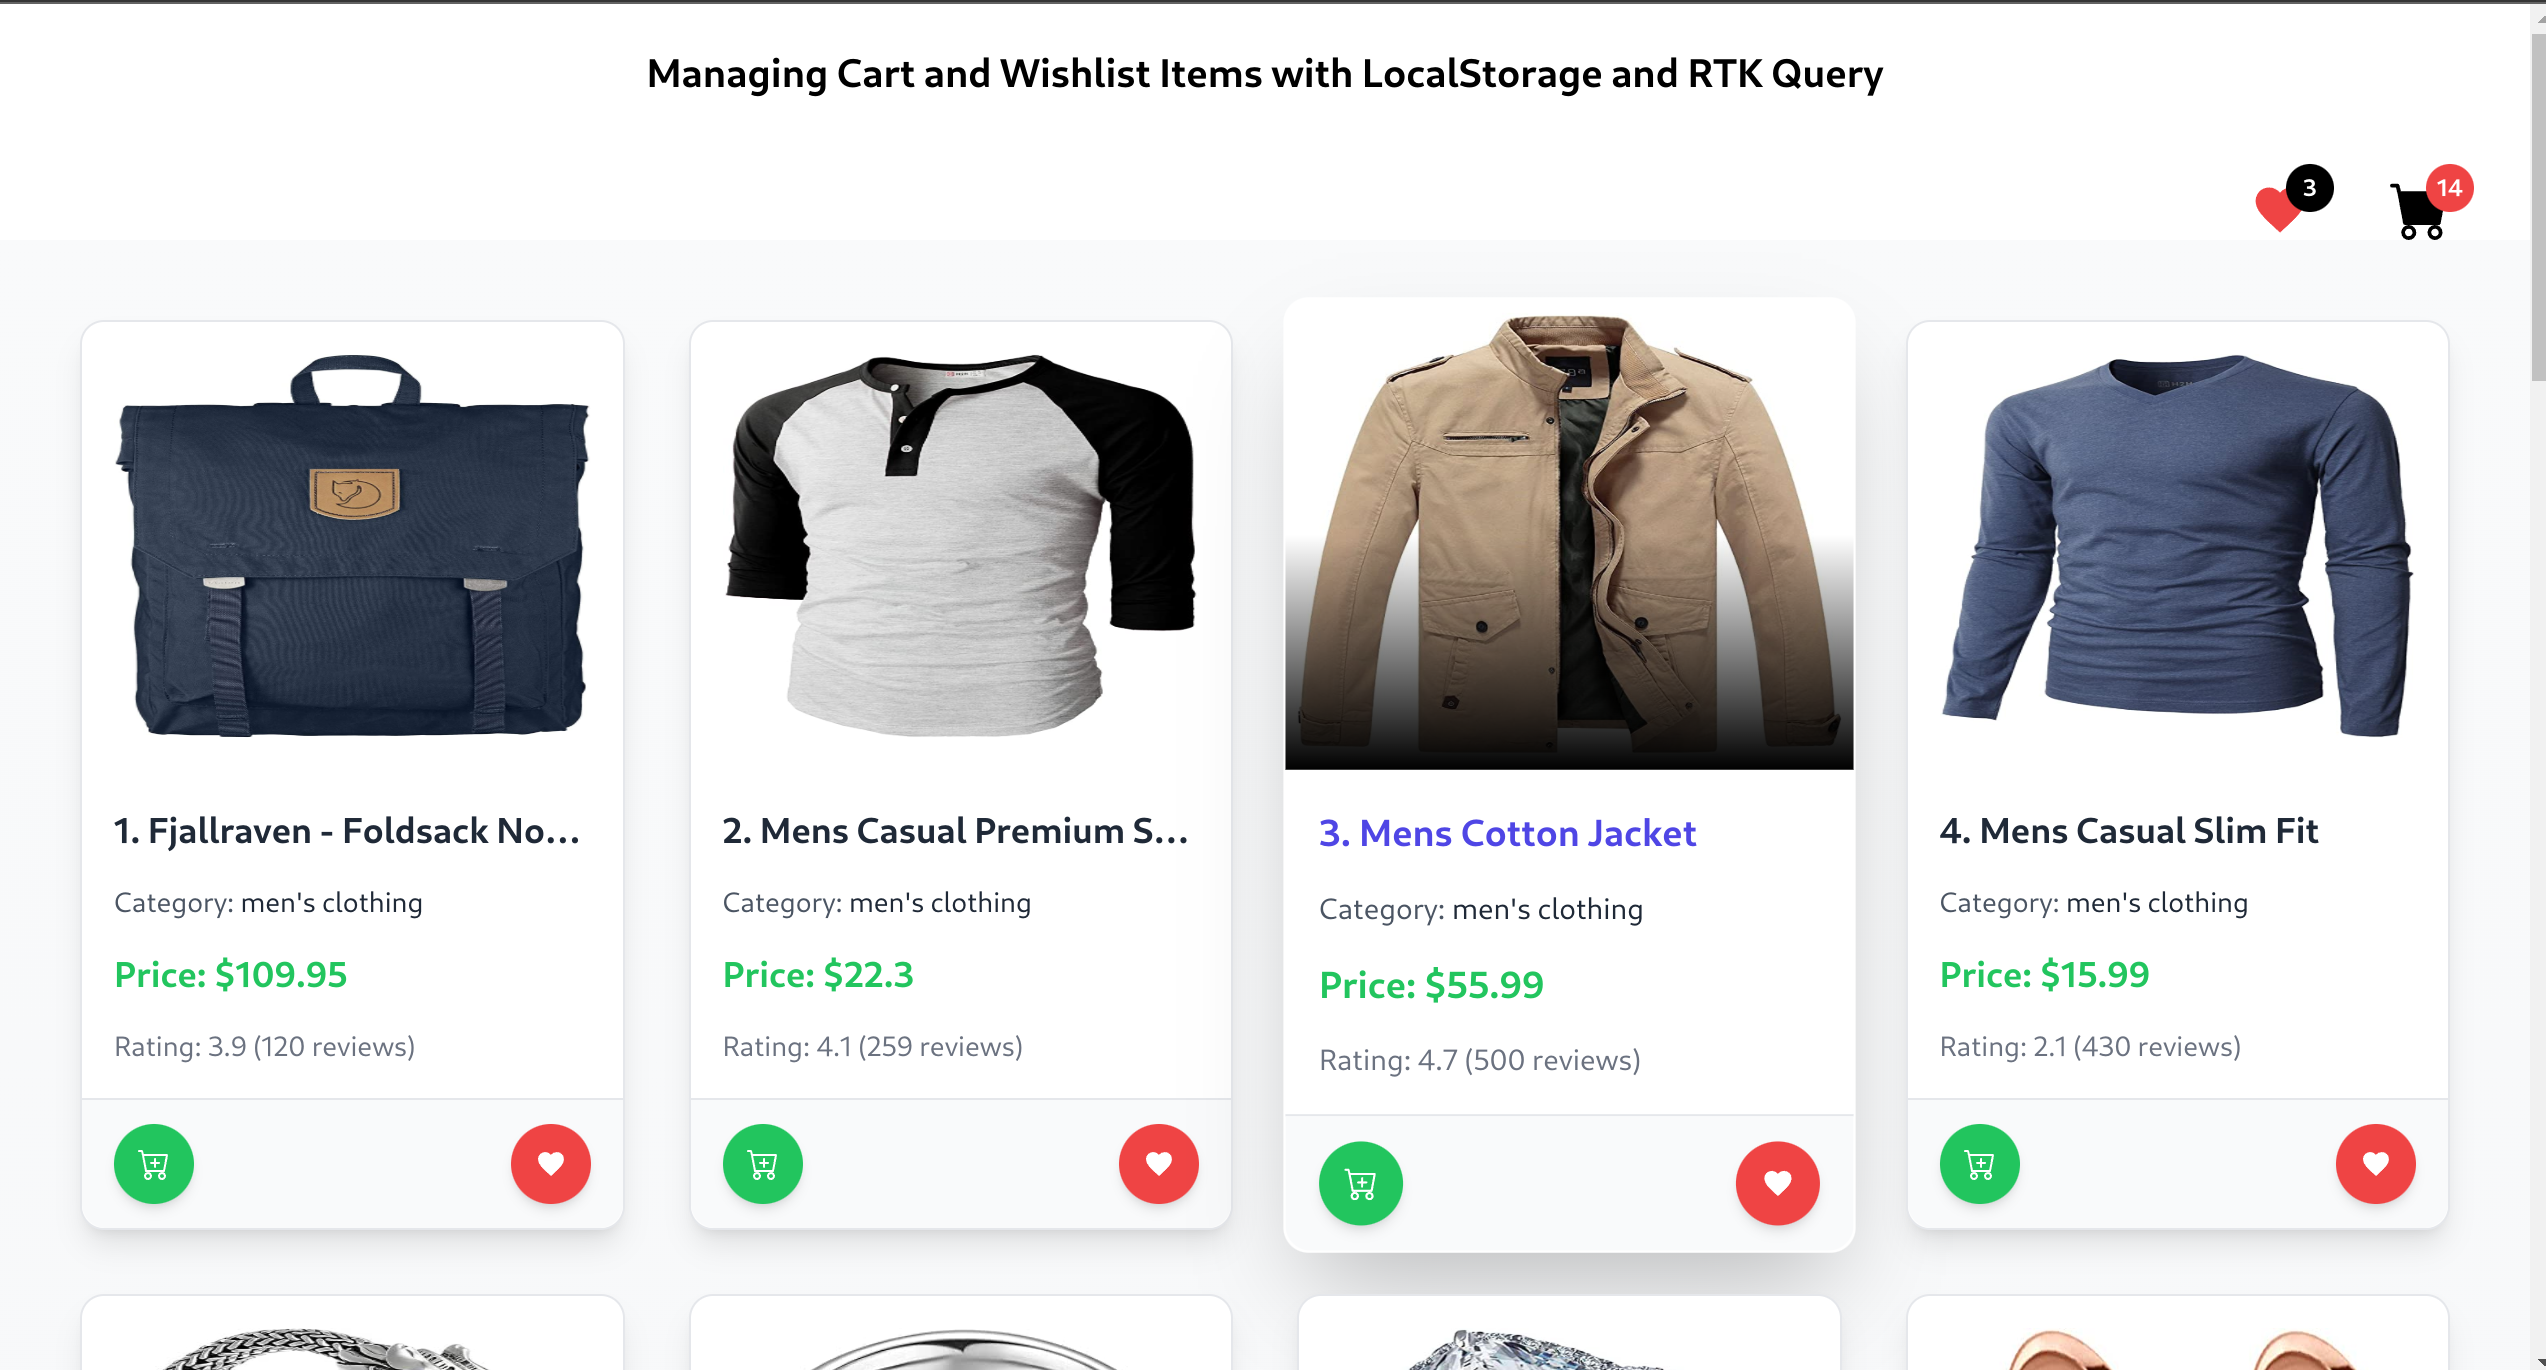 Managing Cart and Wishlist Items with LocalStorage and RTK Query
3
14
1. Fjallraven - Foldsack No...
Category: men's clothing
Price: $109.95
Rating: 3.9 (120 reviews)
2. Mens Casual Premium S...
Category: men's clothing
Price: $22.3
Rating: 4.1 (259 reviews)
3. Mens Cotton Jacket
Category: men's clothing
Price: $55.99
Rating: 4.7 (500 reviews)
4. Mens Casual Slim Fit
Category: men's clothing
Price: $15.99
Rating: 2.1 (430 reviews)